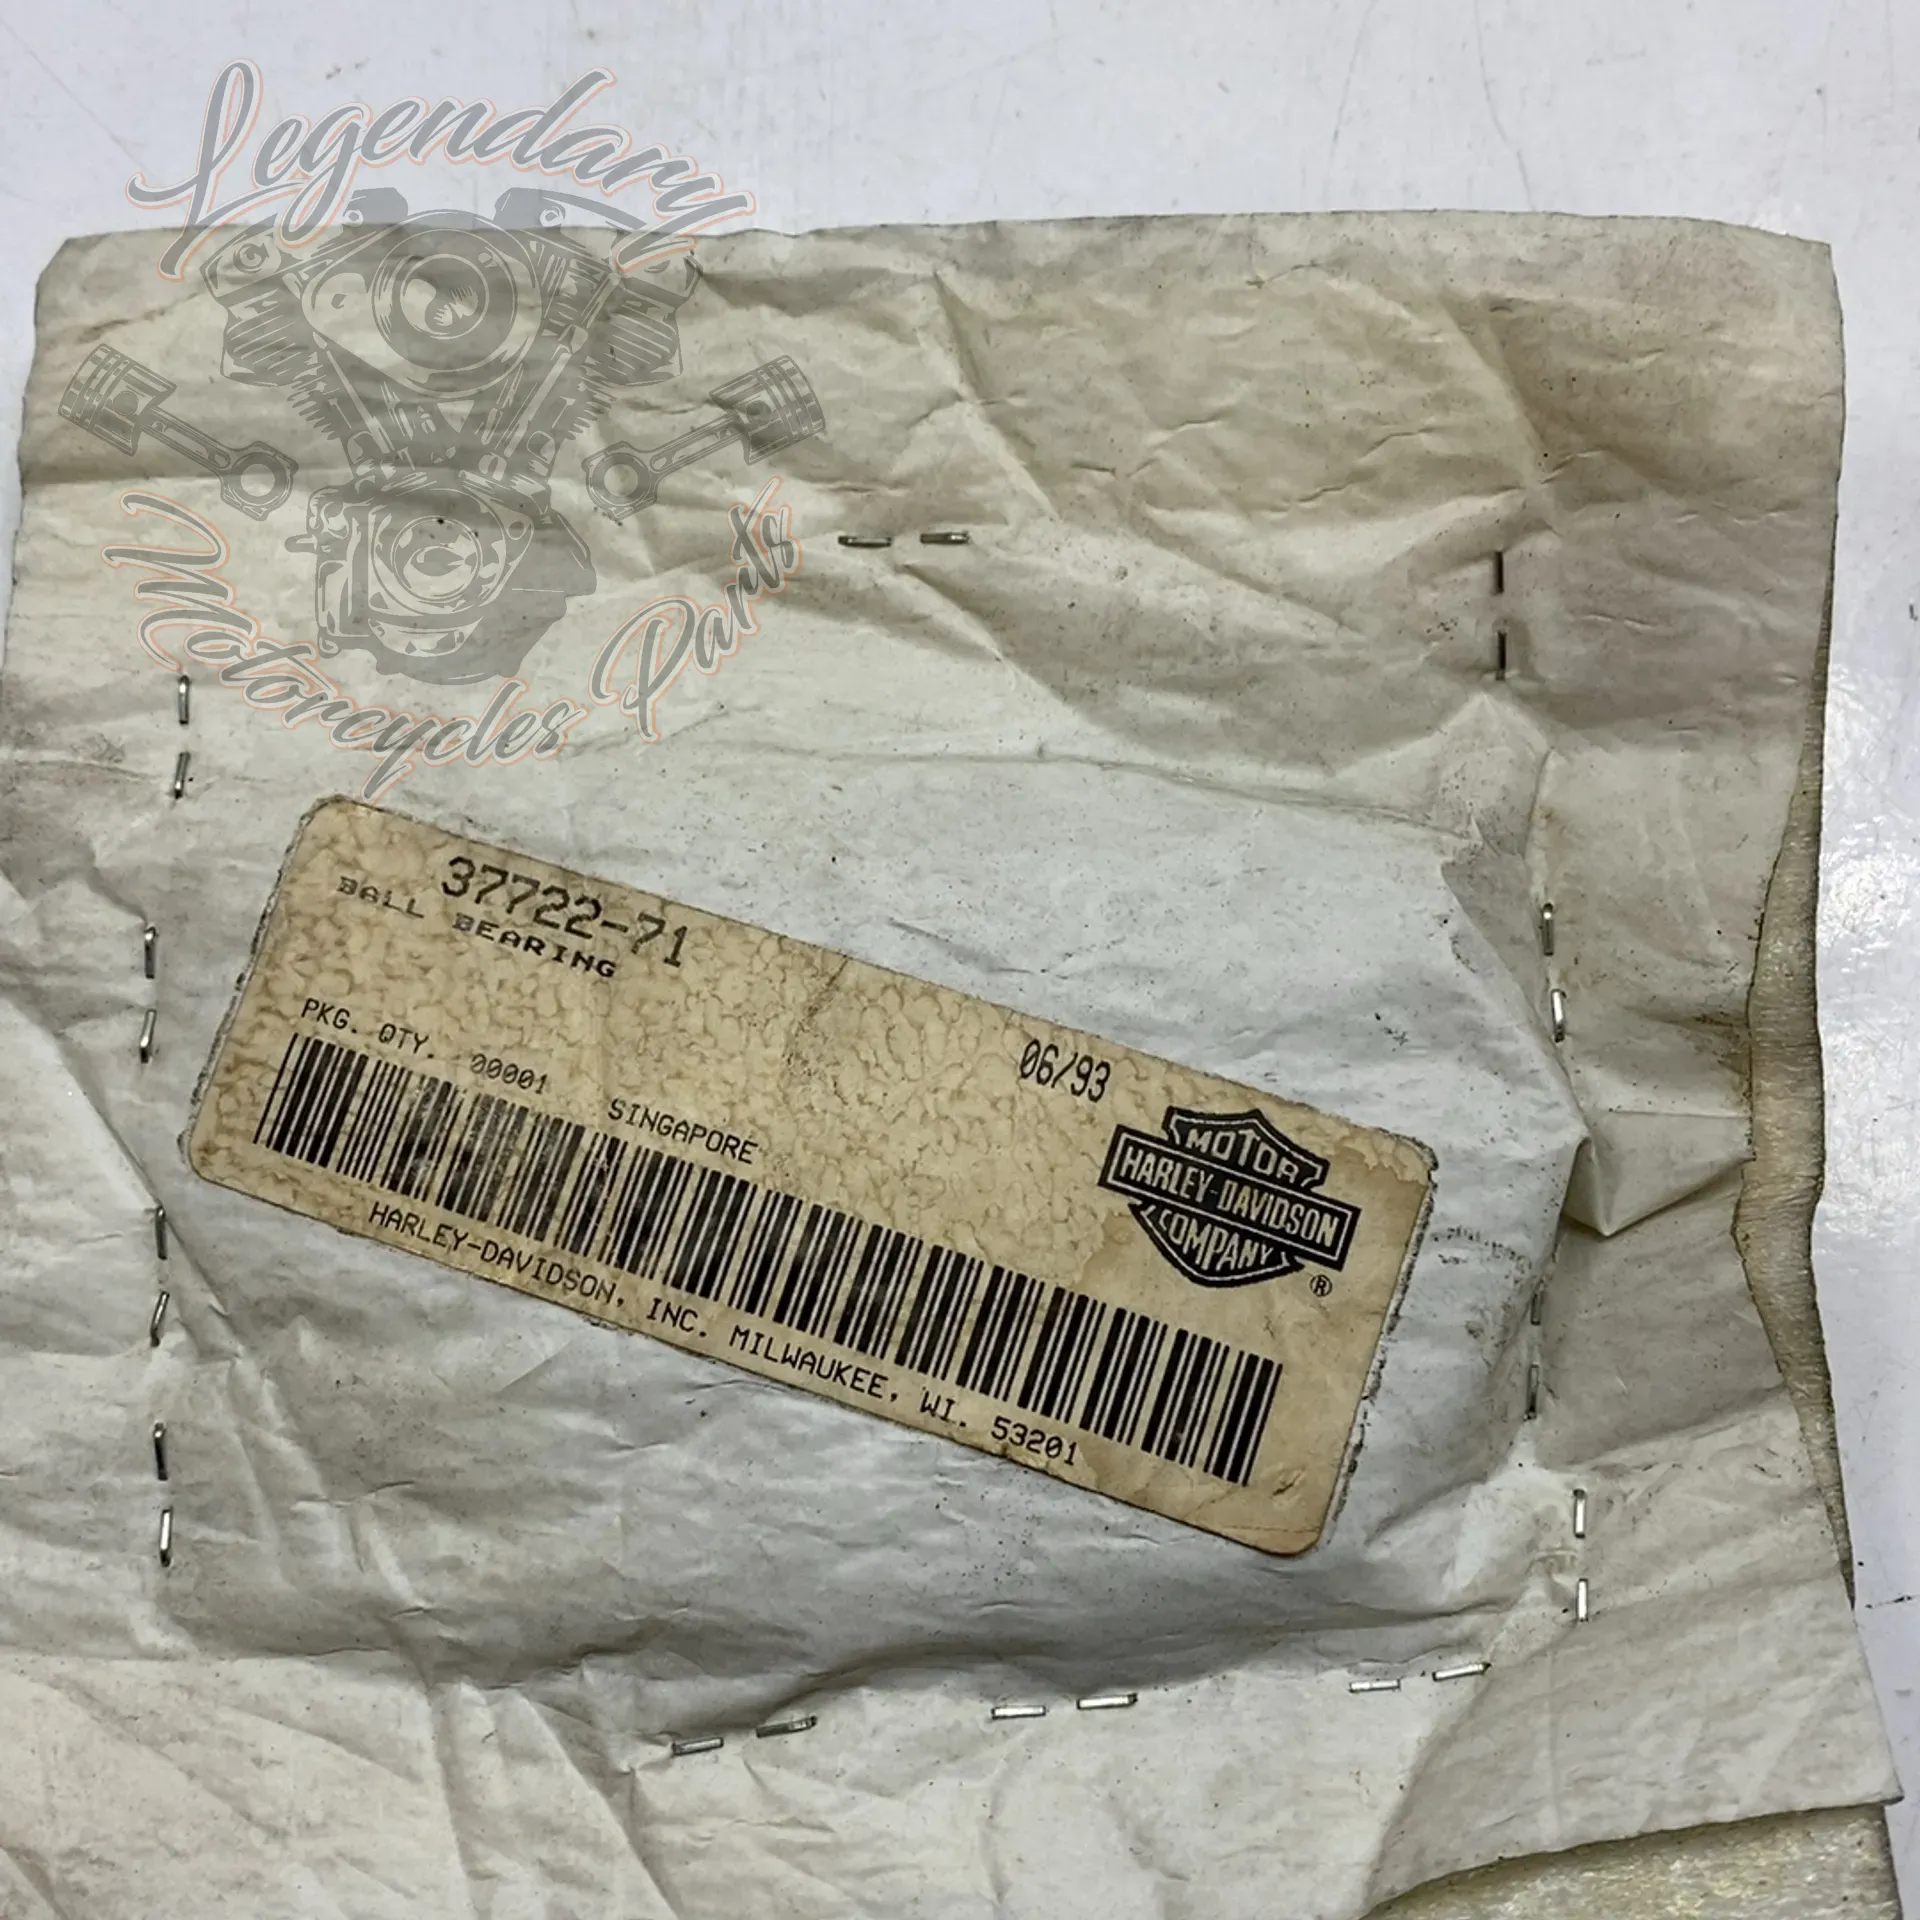 Legendary
Motorcycles Parts
37722-71
BALL BEARING
PKG. QTY. 00001
SINGAPORE
06/93
MOTOR
HARLEY-DAVIDSON
COMPANY
®
HARLEY-DAVIDSON, INC. MILWAUKEE, WI. 53201